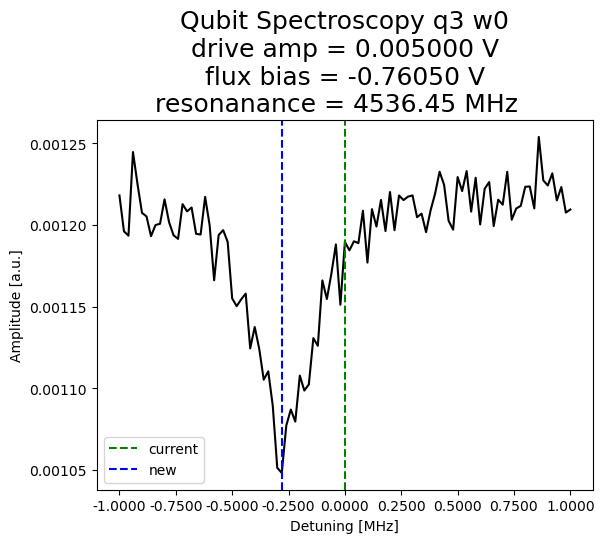 Qubit Spectroscopy q3 w0
drive amp = 0.005000 V
flux bias = -0.76050 V
resonanance = 4536.45 MHz
Amplitude [a.u.]
0.00125
0.00120
0.00115
0.00110
0.00105
current
new
-1.0000 -0.7500 -0.5000 -0.2500 0.0000 0.2500 0.5000 0.7500 1.0000
Detuning [MHz]